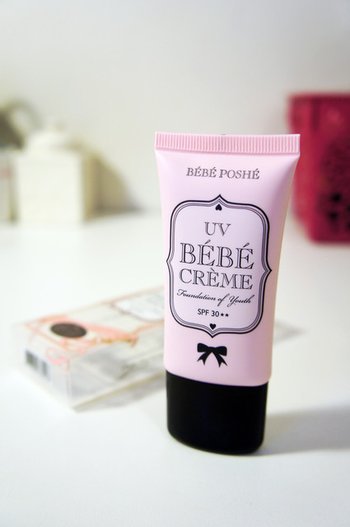 BÉBÉ POSHÉ
UV
BÉBÉ
CRÈME
Foundation of Youth
SPF 30★★